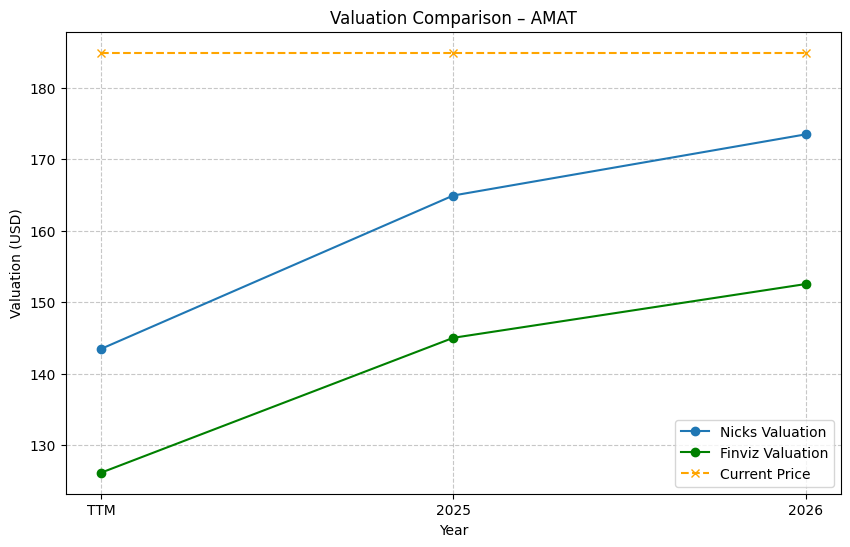 Valuation Comparison – AMAT
Valuation (USD)
180
170
160
150
140
130
TTM
2025
2026
Year
Nicks Valuation
Finviz Valuation
Current Price